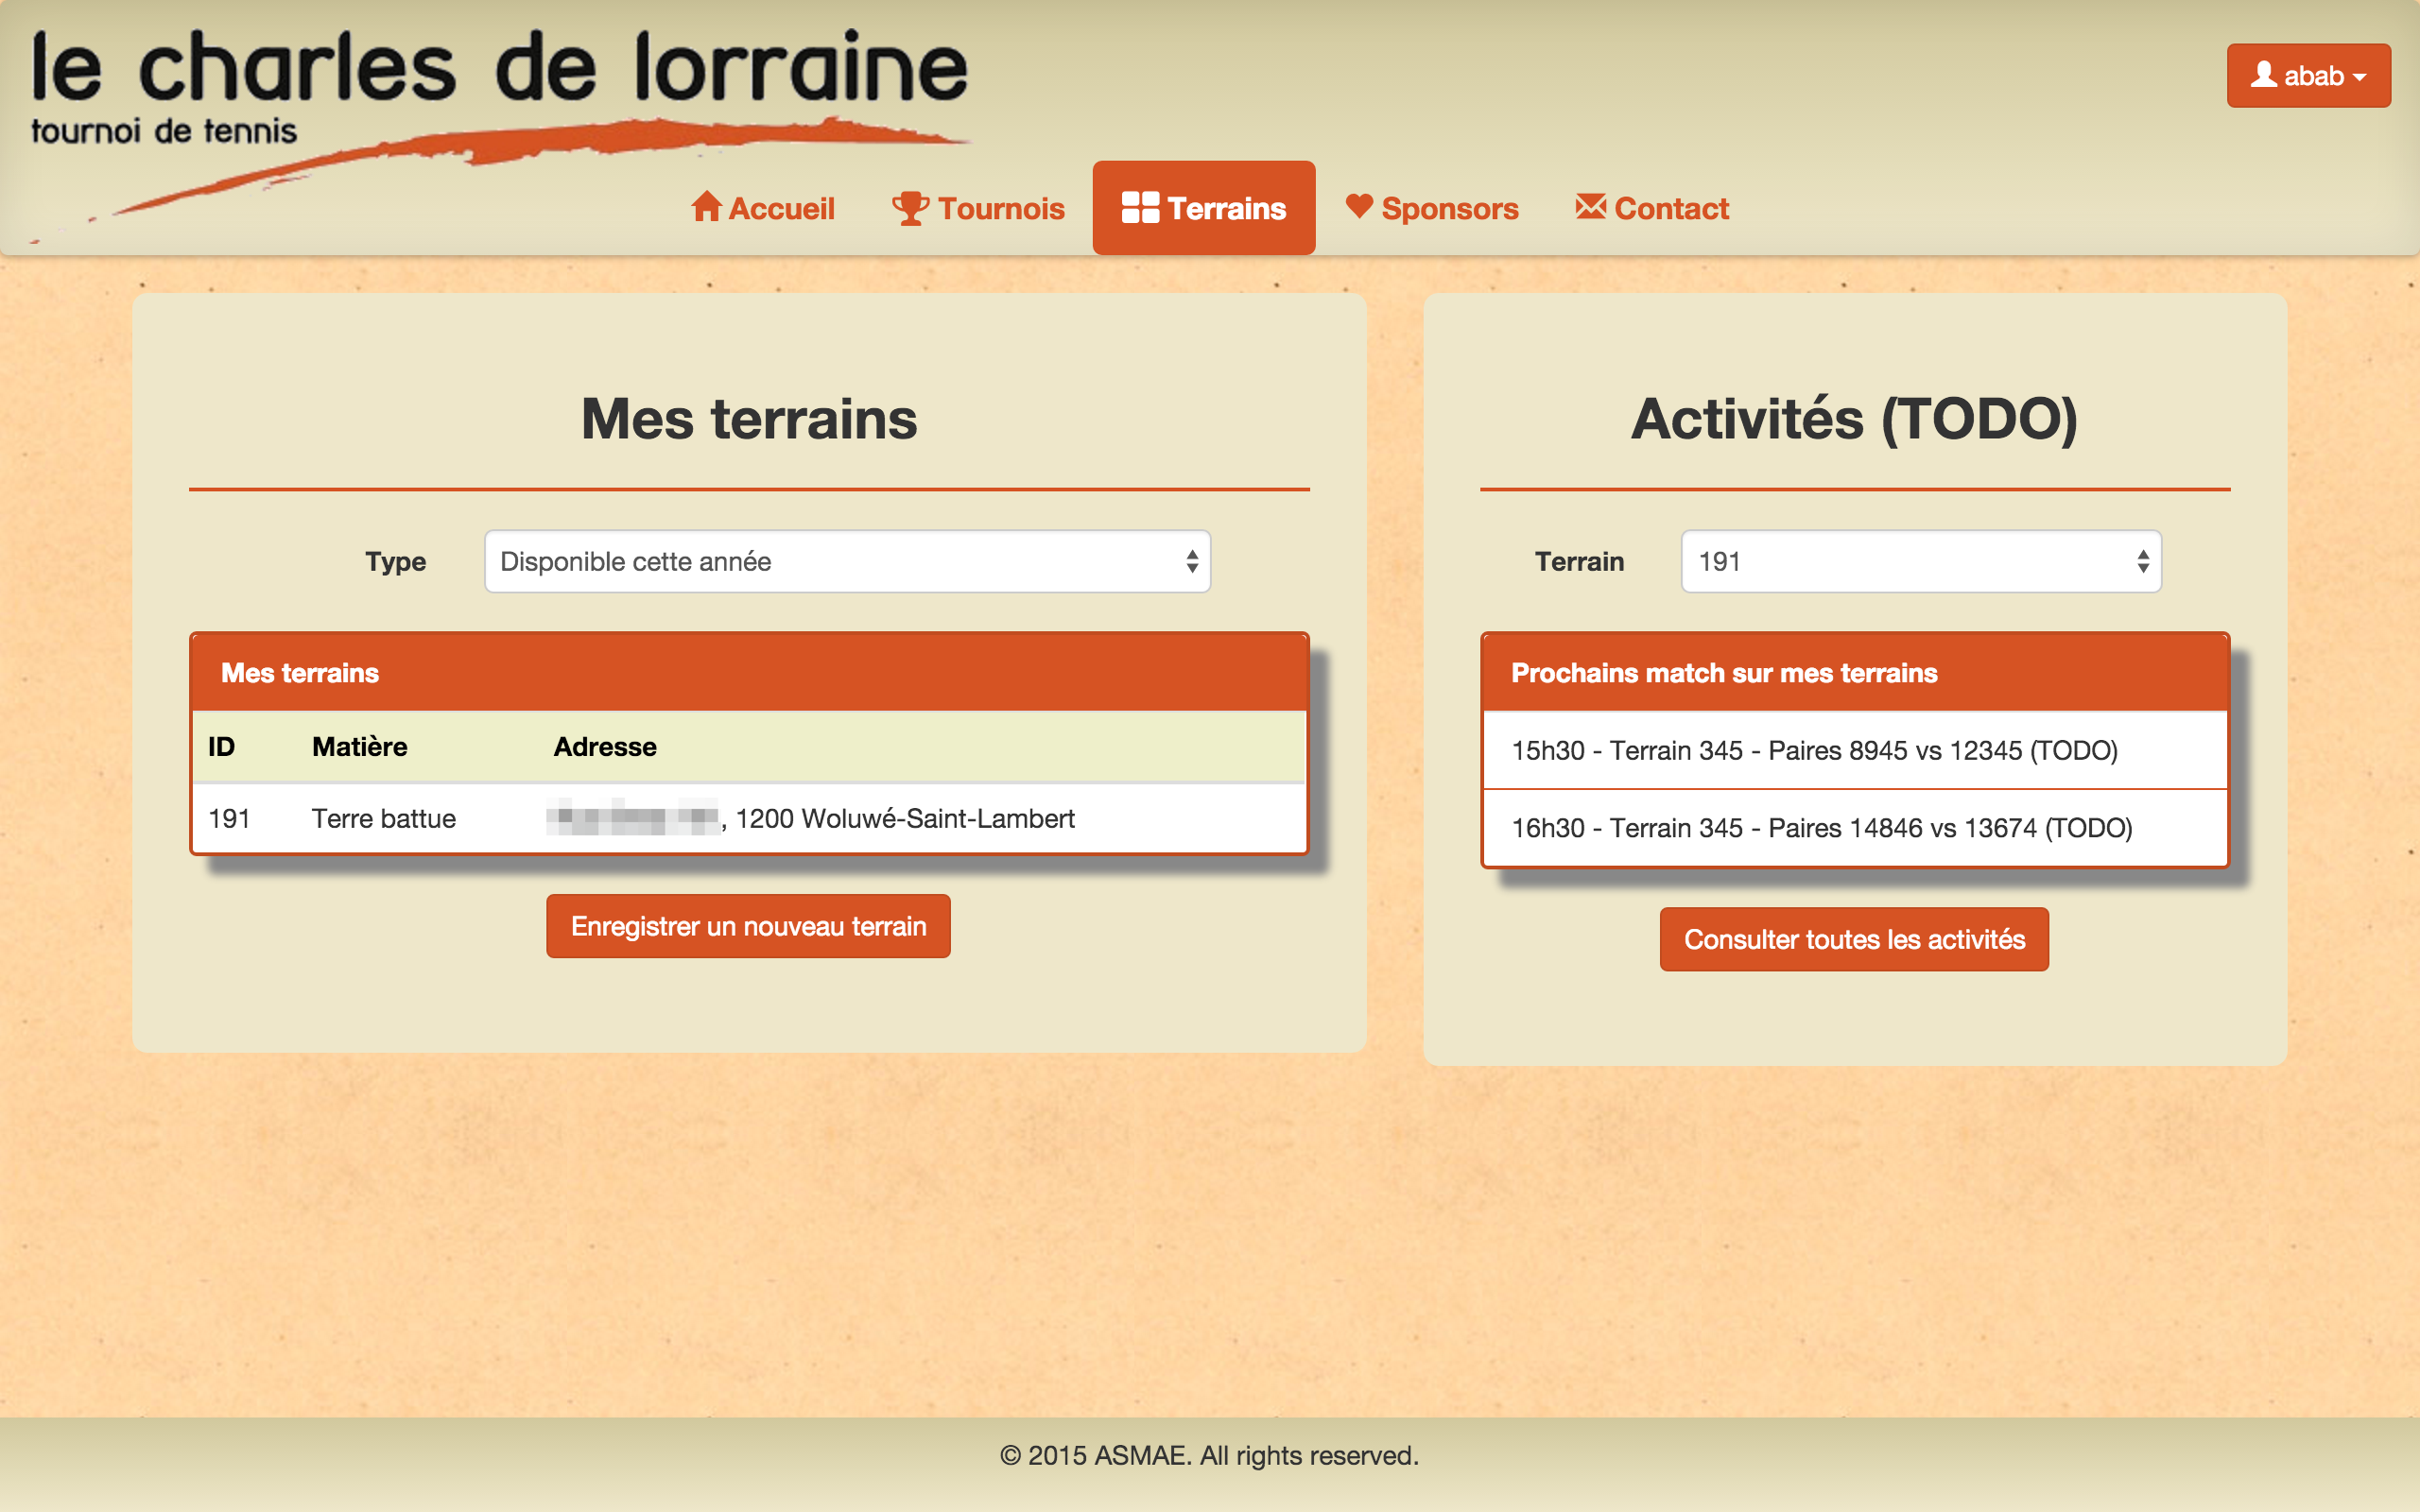 le charles de lorraine
tournoi de tennis
abab
Accueil
Tournois
Terrains
Sponsors
Contact
Mes terrains
Type
Disponible cette année
Mes terrains
ID Matière Adresse
191 Terre battue , 1200 Woluwé-Saint-Lambert
Enregistrer un nouveau terrain
Activités (TODO)
Terrain
191
Prochains match sur mes terrains
15h30 - Terrain 345 - Paires 8945 vs 12345 (TODO)
16h30 - Terrain 345 - Paires 14846 vs 13674 (TODO)
Consulter toutes les activités
© 2015 ASMAE. All rights reserved.